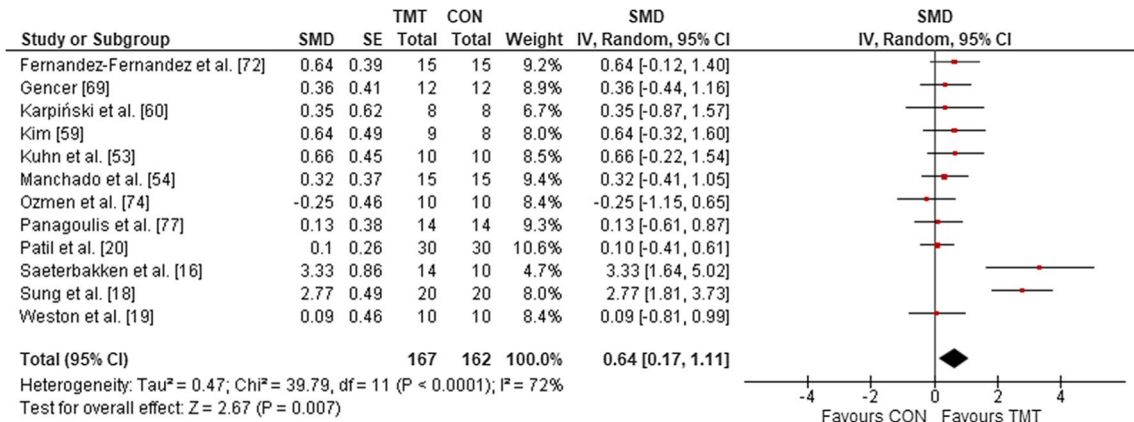 TMT CON SMD SMD
Study or Subgroup SMD SE Total Total Weight IV, Random, 95% CI IV, Random, 95% CI
Fernandez-Fernandez et al. [72] 0.64 0.39 15 15 9.2% 0.64 [-0.12, 1.40]
Gencer [69] 0.36 0.41 12 12 8.9% 0.36 [-0.44, 1.16]
Karpiński et al. [60] 0.35 0.62 8 8 6.7% 0.35 [-0.87, 1.57]
Kim [59] 0.64 0.49 9 8 8.0% 0.64 [-0.32, 1.60]
Kuhn et al. [53] 0.66 0.45 10 10 8.5% 0.66 [-0.22, 1.54]
Manchado et al. [54] 0.32 0.37 15 15 9.4% 0.32 [-0.41, 1.05]
Ozmen et al. [74] -0.25 0.46 10 10 8.4% -0.25 [-1.15, 0.65]
Panagoulis et al. [77] 0.13 0.38 14 14 9.3% 0.13 [-0.61, 0.87]
Patil et al. [20] 0.1 0.26 30 30 10.6% 0.10 [-0.41, 0.61]
Saeterbakken et al. [16] 3.33 0.86 14 10 4.7% 3.33 [1.64, 5.02]
Sung et al. [18] 2.77 0.49 20 20 8.0% 2.77 [1.81, 3.73]
Weston et al. [19] 0.09 0.46 10 10 8.4% 0.09 [-0.81, 0.99]
Total (95% CI) 167 162 100.0% 0.64 [0.17, 1.11]
Heterogeneity: Tau² = 0.47; Chi² = 39.79, df = 11 (P < 0.0001); I² = 72%
Test for overall effect: Z = 2.67 (P = 0.007)
-4 -2 0 2 4
Favours CON Favours TMT